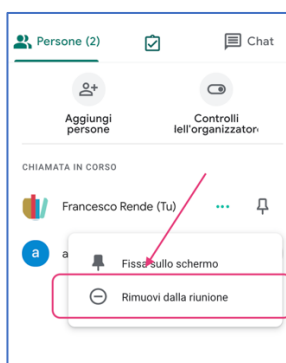 Persone (2)
Chat
Aggiungi
persone
Controlli
lell'organizzator
CHIAMATA IN CORSO
Francesco Rende (Tu)
a
a
Fissa sullo schermo
Rimuovi dalla riunione